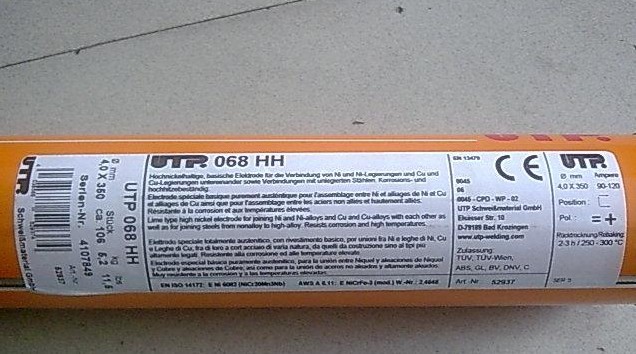 UTP
UTP 068 HH
Ø mm Stück kg
4,0 X 350 ca. 106 5,2
Serien-Nr. 4107849
Art.-Nr. 52937
UTP. 068 HH
Hochnickelhaltige, basische Elektrode für die Verbindung von Ni und Ni-Legierungen und Cu und
Cu-Legierungen untereinander sowie Verbindungen mit unlegierten Stählen. Korrosions- und
hochhitzebeständig.
Electrode speciale basique purement austénitique pour l'assemblage entre Ni et alliages de Ni et Cu
et alliages de Cu ainsi que pour l'assemblage entre les aciers non alliés et hautement alliés.
Résistante à la corrosion et aux températures élevées.
Lime type high nickel electrode for joining Ni and Ni-alloys and Cu and Cu-alloys with each other as
well as for joining steels from nonalloy to high-alloy. Resists corrosion and high temperatures.
Elettrodo speciale totalmente austenitico, con rivestimento basico, per unioni fra Ni e leghe di Ni, Cu
e Leghe di Cu, tra di loro a con acciaio di varia natura, da quelli da costruzione sino ai tipi più
altamente legati. Resistente alla corrosione ed alle temperature elevate.
Electrodo especial básico puramente austenítico, para la unión entre Níquel y aleaciones de Níquel
y Cobre y aleaciones de Cobre, así como para la unión de aceros no aleados y altamente aleados.
Muy resistente a la corrosión y a las temperaturas elevadas.
EN ISO 14172: E Ni 6082 (NiCr20Mn3Nb) AWS A 5.11: E NiCrFe-3 (mod.) W.-Nr.: 2.4648
EN 13479
CE
0045
06
0045 - CPD - WP - 02
UTP Schweißmaterial GmbH
Elsässer Str. 10
D-79189 Bad Krozingen
www.utp-welding.com
Zulassung:
TÜV, TÜV-Wien,
ABS, GL, BV, DNV, C
Art.-Nr. 52937
UTP.
Ø mm Ampere
4,0 X 350 90-120
Position:
Pol.: = +
Rücktrocknung/Rebaking:
2-3 h / 250 - 300 °C